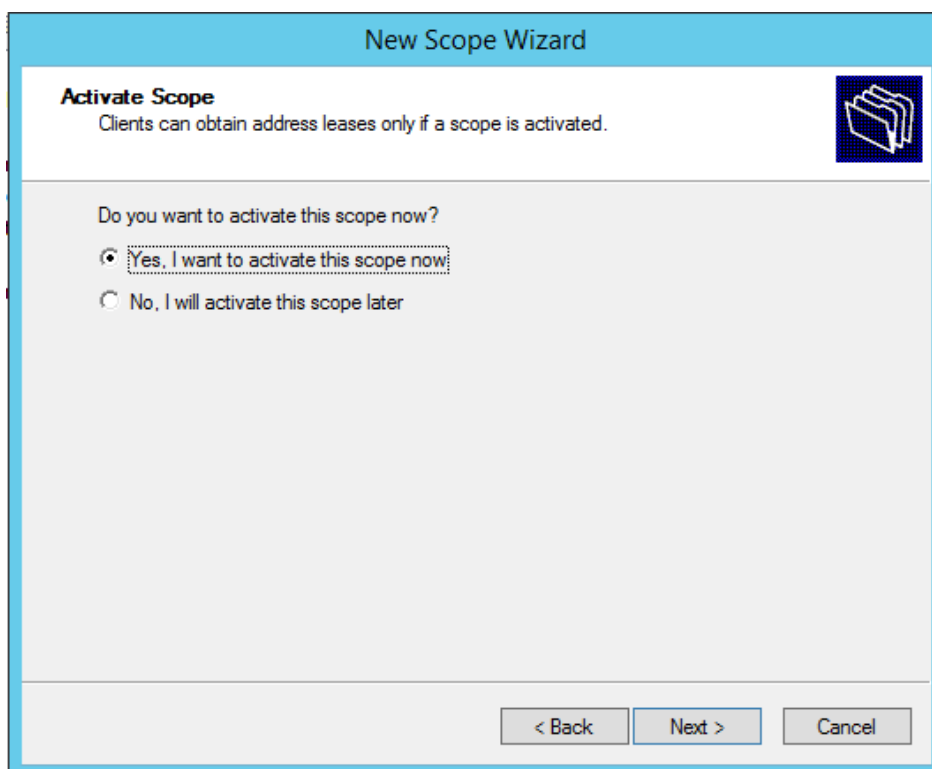 New Scope Wizard
Activate Scope
Clients can obtain address leases only if a scope is activated.
Do you want to activate this scope now?
Yes, I want to activate this scope now
No, I will activate this scope later
< Back Next > Cancel